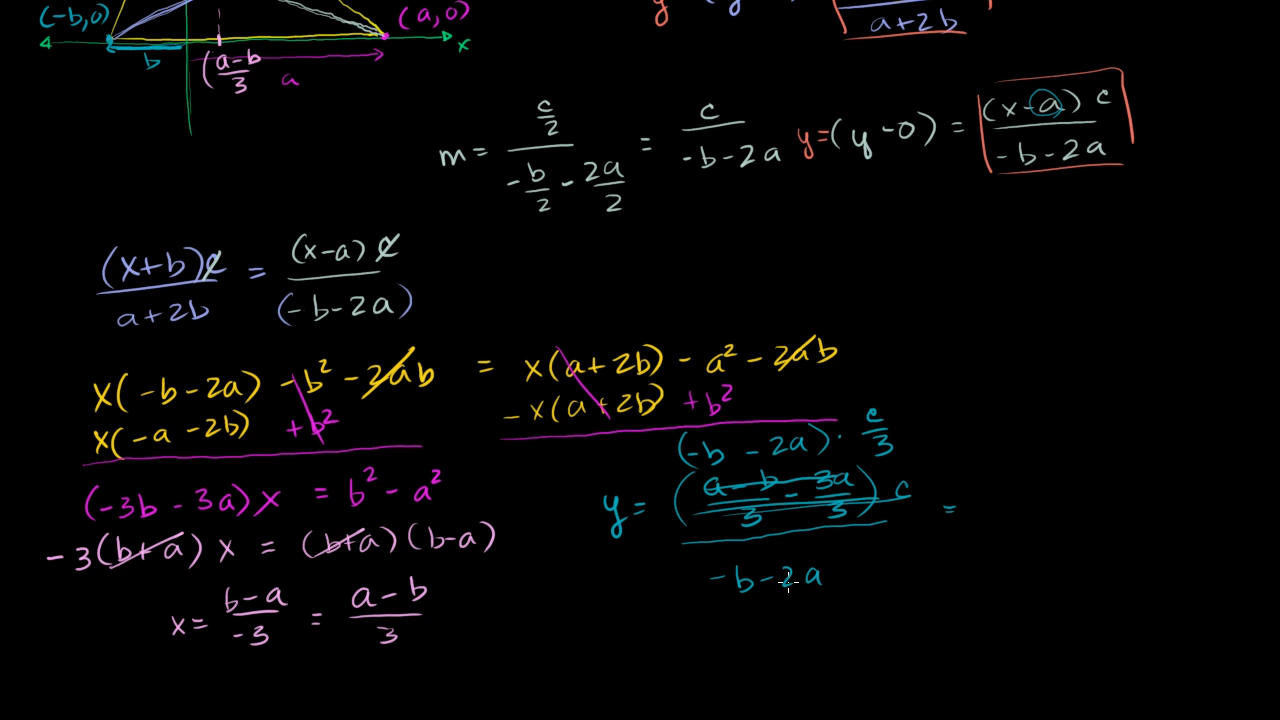 (-b,0)
(a,0)
x
b
(a-b/3
a
y
(y
a+2b
m = (c/2)/(-b/2 - 2a/2) = c/(-b-2a)
y=(y-0) = (x-a)c/(-b-2a)
(x+b)c/(a+2b) = (x-a)c/(-b-2a)
x(-b-2a) -b² -2ab = x(a+2b) - a² - 2ab
x(-a-2b) +b² -x(a+2b) +b²
(-b - 2a) · c/3
(-3b-3a)x = b² - a²
y = ((a-b)/3 - 3a/3)c/(-b-2a) =
-3(b+a)x = (b+a)(b-a)
x = (b-a)/-3 = (a-b)/3